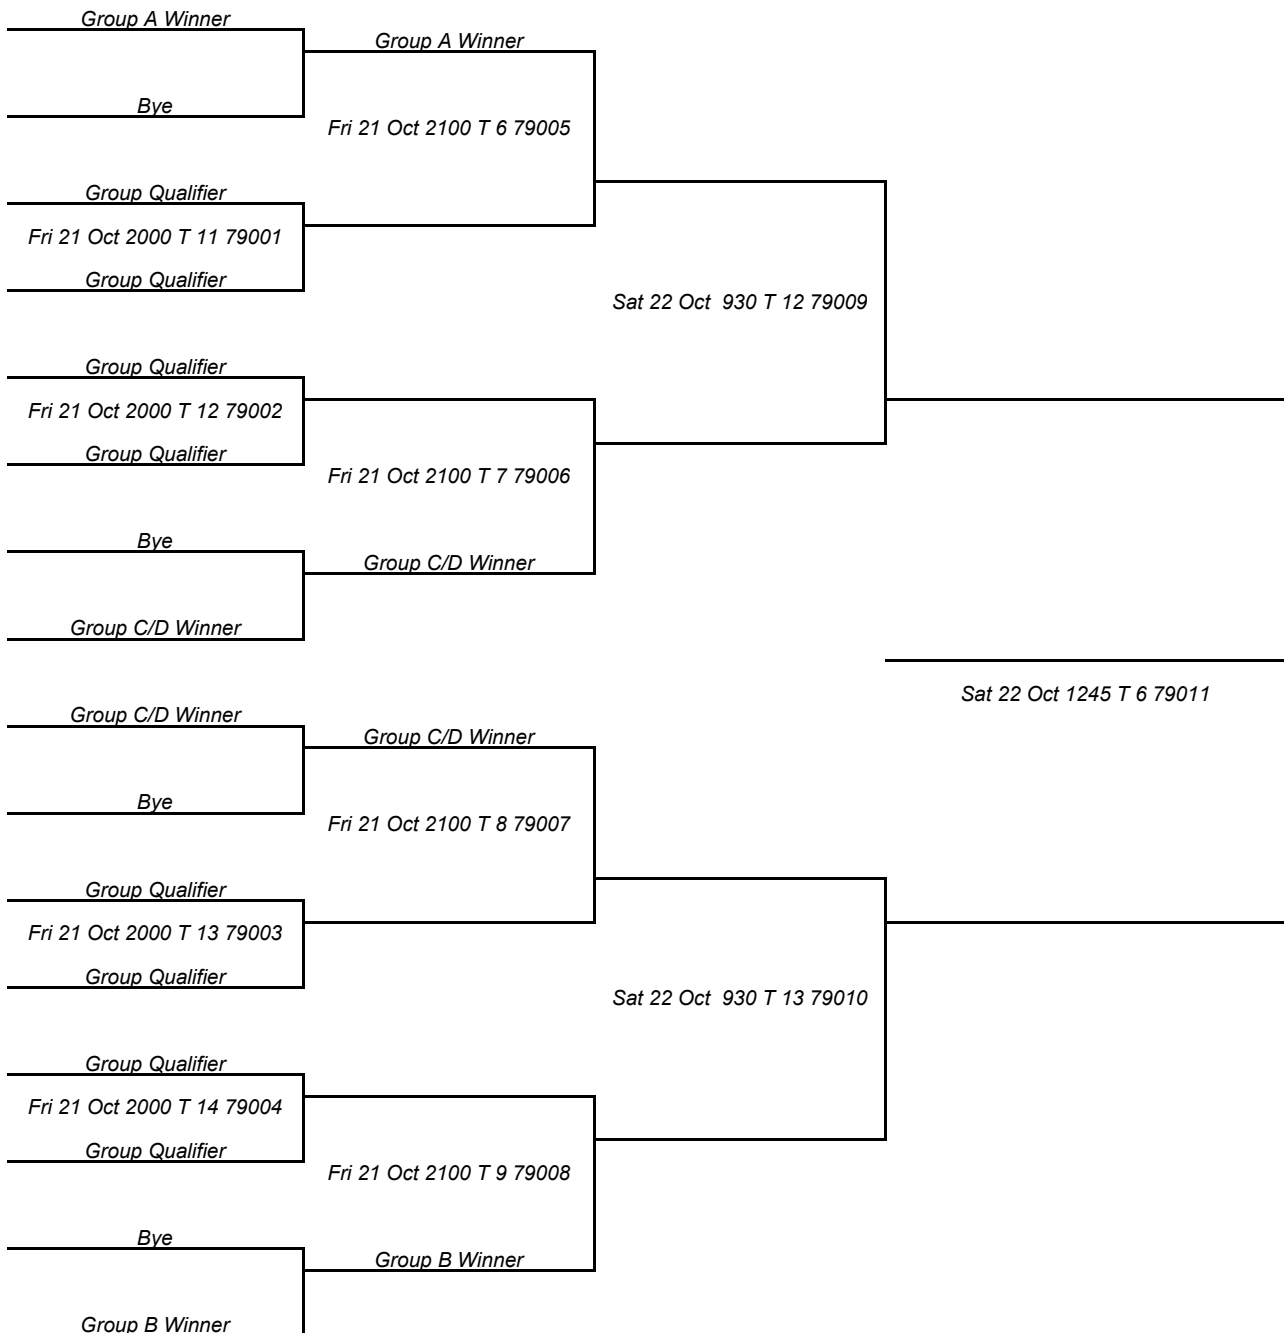 Group A Winner
Group A Winner
Bye
Fri 21 Oct 2100 T 6 79005
Group Qualifier
Fri 21 Oct 2000 T 11 79001
Group Qualifier
Sat 22 Oct  930 T 12 79009
Group Qualifier
Fri 21 Oct 2000 T 12 79002
Group Qualifier
Fri 21 Oct 2100 T 7 79006
Bye
Group C/D Winner
Group C/D Winner
Sat 22 Oct 1245 T 6 79011
Group C/D Winner
Group C/D Winner
Bye
Fri 21 Oct 2100 T 8 79007
Group Qualifier
Fri 21 Oct 2000 T 13 79003
Group Qualifier
Sat 22 Oct  930 T 13 79010
Group Qualifier
Fri 21 Oct 2000 T 14 79004
Group Qualifier
Fri 21 Oct 2100 T 9 79008
Bye
Group B Winner
Group B Winner